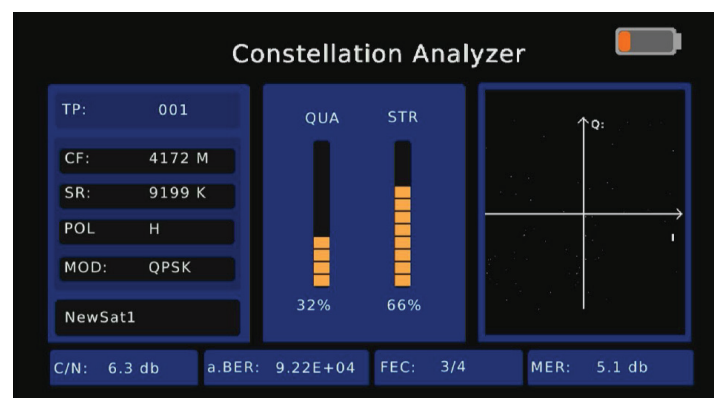 Constellation Analyzer
TP: 001
CF: 4172 M
SR: 9199 K
POL H
MOD: QPSK
NewSat1
QUA STR
32% 66%
Q:
I
C/N: 6.3 db a.BER: 9.22E+04 FEC: 3/4 MER: 5.1 db